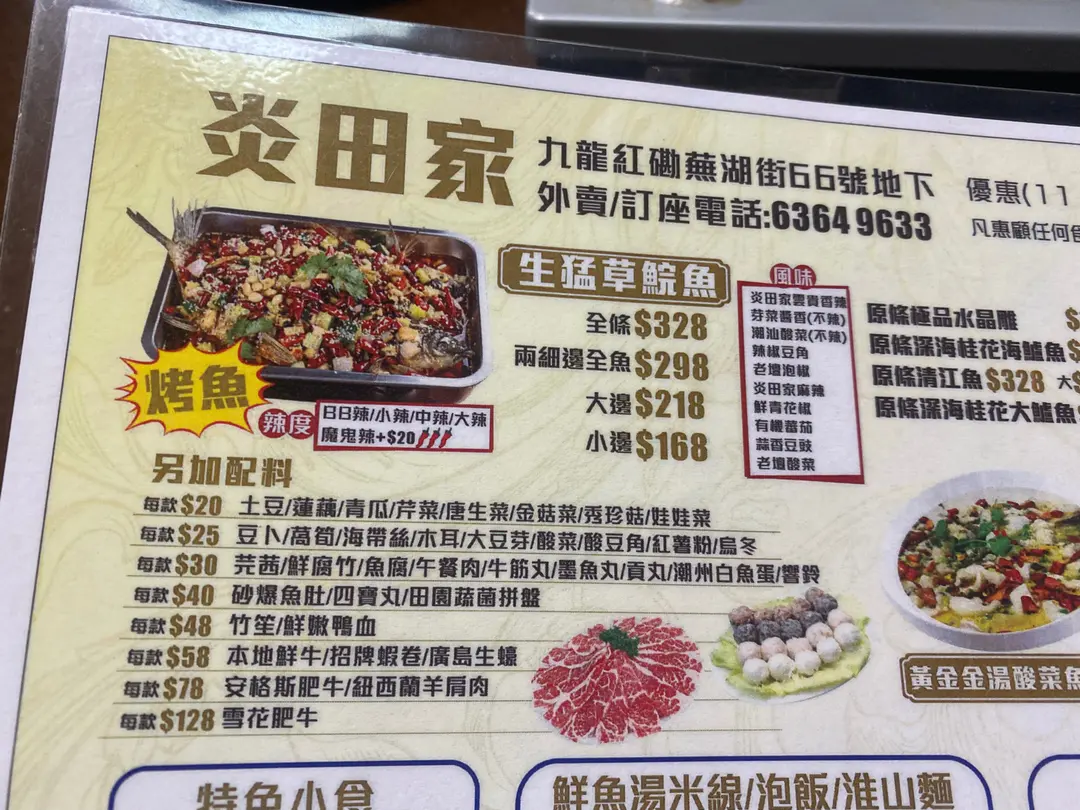 炎田家
九龍紅磡蕪湖街66號地下
外賣/訂座電話:6364 9633
優惠(11
凡惠顧任何
烤魚
辣度
BB辣/小辣/中辣/大辣
魔鬼辣+$20
生猛草鯇魚
全條$328
兩細邊全魚$298
大邊$218
小邊$168
風味
炎田家雲貴香辣
芽菜醬香(不辣)
潮汕酸菜(不辣)
辣椒豆角
老壇泡椒
炎田家麻辣
鮮青花椒
有機蕃茄
蒜香豆豉
老壇酸菜
原條極品水晶雕 $
原條深海桂花海鱸魚$
原條清江魚$328 大$
原條深海桂花大鱸魚
另加配料
每款$20 土豆/蓮藕/青瓜/芹菜/唐生菜/金菇菜/秀珍菇/娃娃菜
每款$25 豆卜/萵筍/海帶絲/木耳/大豆芽/酸菜/酸豆角/紅薯粉/烏冬
每款$30 芫茜/鮮腐竹/魚腐/午餐肉/牛筋丸/墨魚丸/貢丸/潮州白魚蛋/響鈴
每款$40 砂爆魚肚/四寶丸/田園蔬菌拼盤
每款$48 竹笙/鮮嫩鴨血
每款$58 本地鮮牛/招牌蝦卷/廣島生蠔
每款$78 安格斯肥牛/紐西蘭羊肩肉
每款$128 雪花肥牛
黃金金湯酸菜魚
特色小食
鮮魚湯米線/泡飯/淮山麵